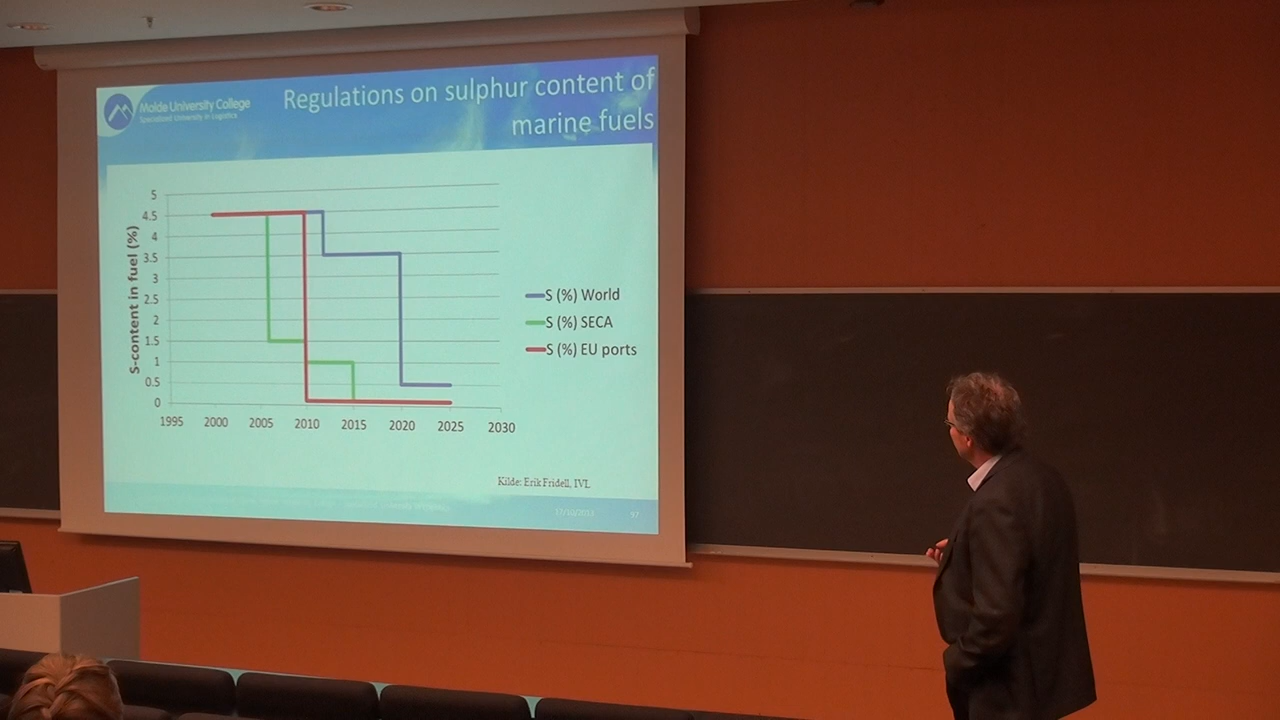 Molde University College
Specialized University in Logistics
Regulations on sulphur content of
marine fuels
S-content in fuel (%)
5
4.5
4
3.5
3
2.5
2
1.5
1
0.5
0
1995 2000 2005 2010 2015 2020 2025 2030
S (%) World
S (%) SECA
S (%) EU ports
Kilde: Erik Fridell, IVL
97